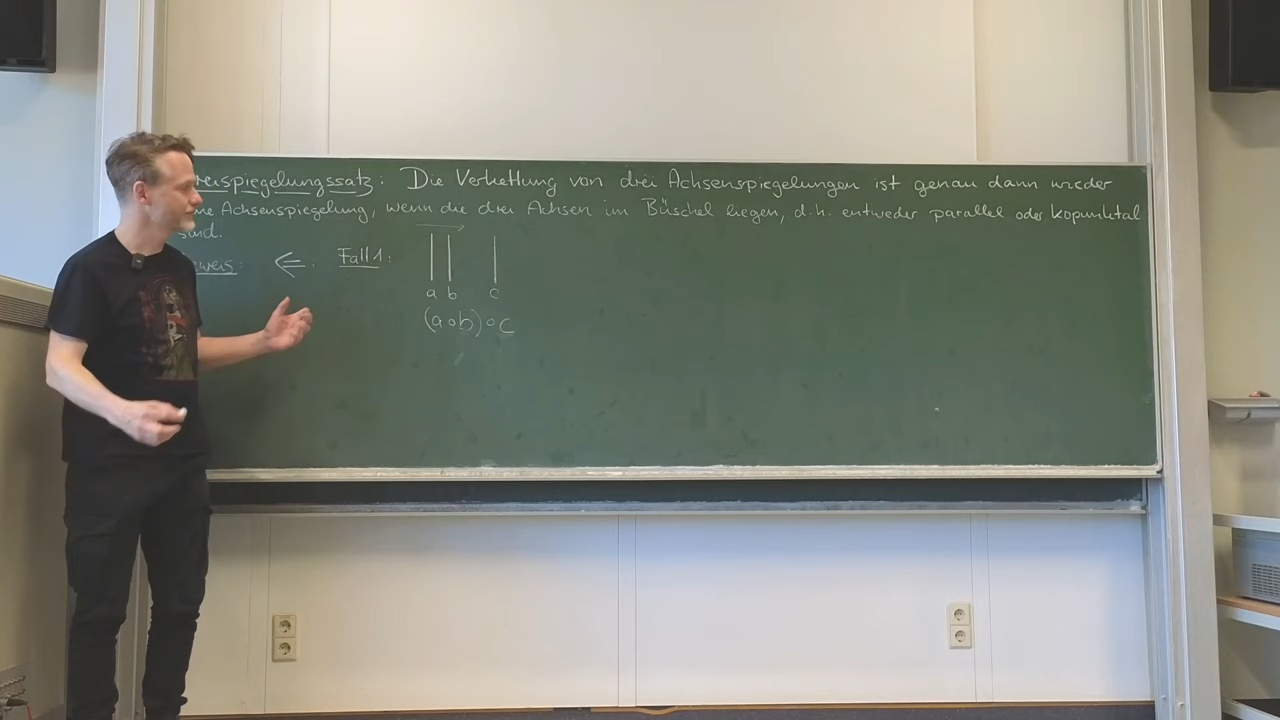 reispiegelungssatz: Die Verkettung von drei Achsenspiegelungen ist genau dann wieder
ne Achsenspiegelung, wenn die drei Achsen im Büschel liegen, d.h. entweder parallel oder kopunktal
sind.
weis: ⇐. Fall 1:
a b c
(a∘b)∘c